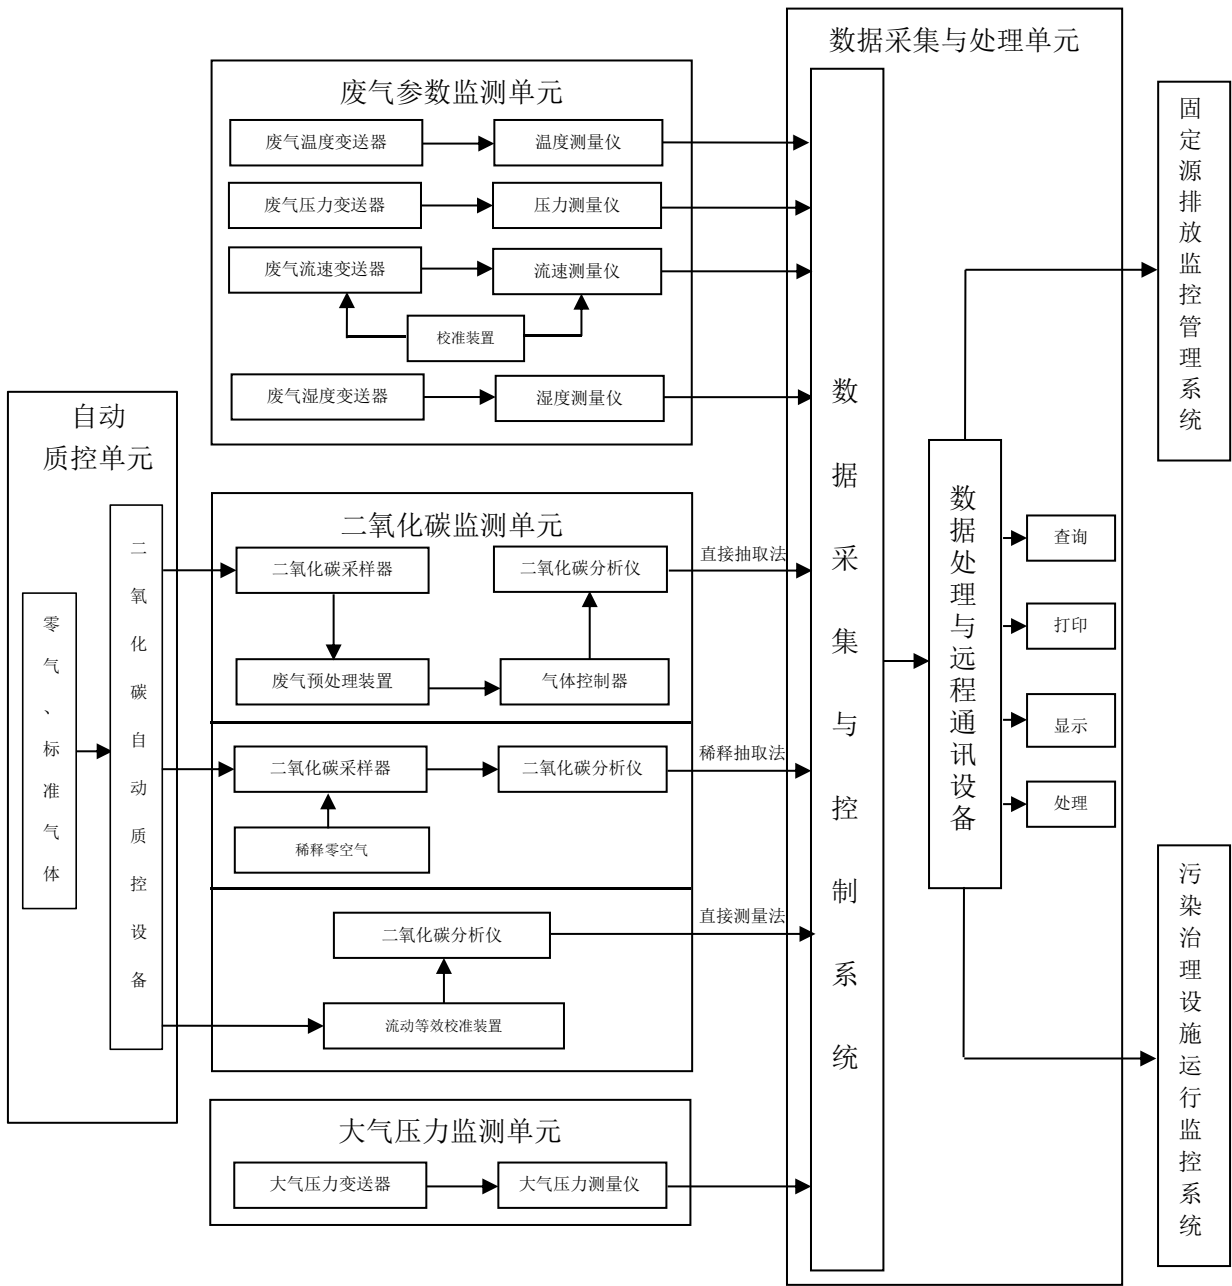 数据采集与处理单元
废气参数监测单元
废气温度变送器
温度测量仪
废气压力变送器
压力测量仪
废气流速变送器
流速测量仪
校准装置
废气湿度变送器
湿度测量仪
自动
质控单元
零气、标准气体
二氧化碳自动质控设备
二氧化碳监测单元
二氧化碳采样器
二氧化碳分析仪
直接抽取法
废气预处理装置
气体控制器
二氧化碳采样器
二氧化碳分析仪
稀释抽取法
稀释零空气
二氧化碳分析仪
直接测量法
流动等效校准装置
大气压力监测单元
大气压力变送器
大气压力测量仪
数据采集与控制系统
数据处理与远程通讯设备
查询
打印
显示
处理
固定源排放监控管理系统
污染治理设施运行监控系统